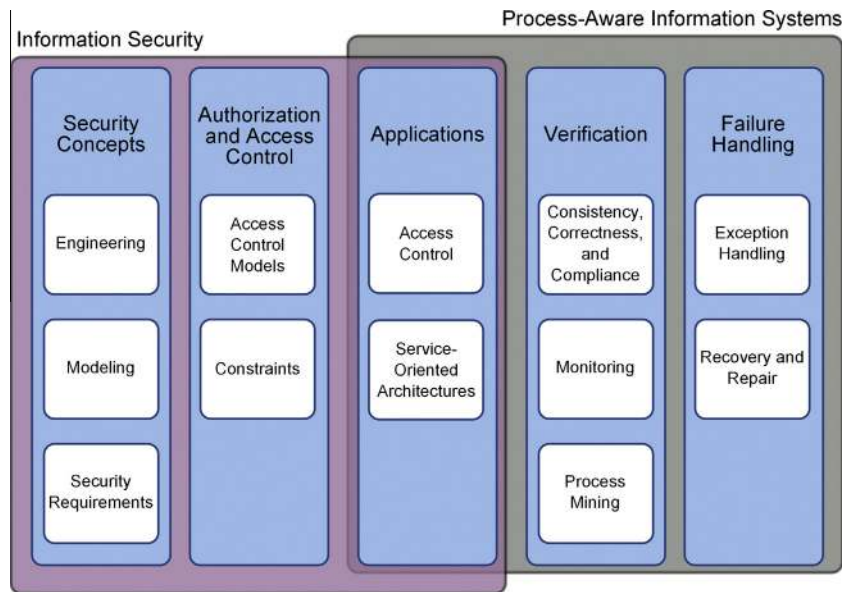 Process-Aware Information Systems
Information Security
Security
Concepts
Engineering
Modeling
Security
Requirements
Authorization
and Access
Control
Access
Control
Models
Constraints
Applications
Access
Control
Service-
Oriented
Architectures
Verification
Consistency,
Correctness,
and
Compliance
Monitoring
Process
Mining
Failure
Handling
Exception
Handling
Recovery and
Repair